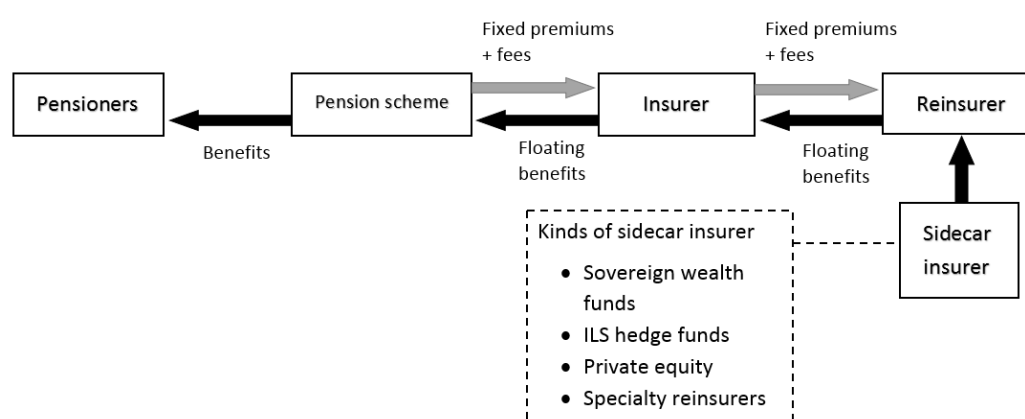 Fixed premiums
+ fees
Fixed premiums
+ fees
Pensioners
Pension scheme
Insurer
Reinsurer
Benefits
Floating
benefits
Floating
benefits
Kinds of sidecar insurer
• Sovereign wealth
funds
• ILS hedge funds
• Private equity
• Specialty reinsurers
Sidecar
insurer